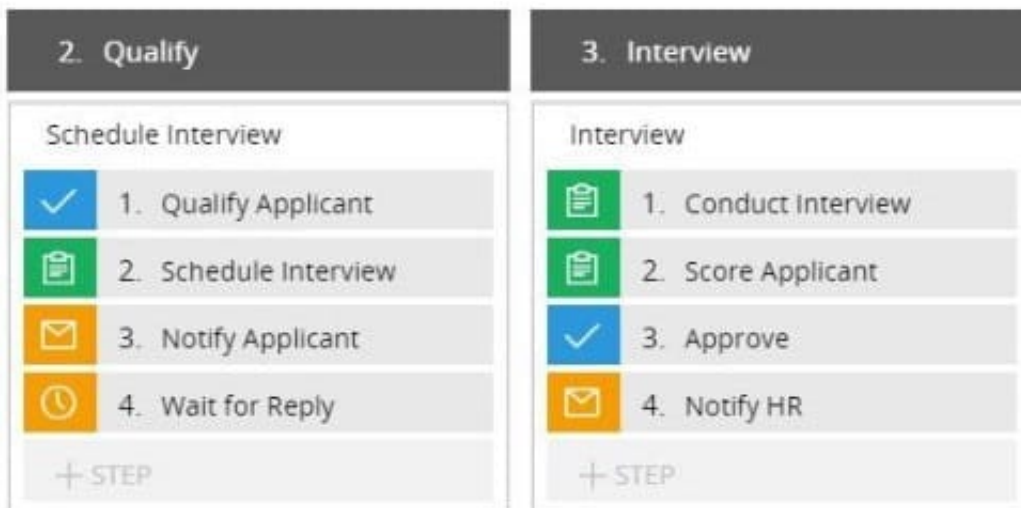 2. Qualify
Schedule Interview
1. Qualify Applicant
2. Schedule Interview
3. Notify Applicant
4. Wait for Reply
+ STEP
3. Interview
Interview
1. Conduct Interview
2. Score Applicant
3. Approve
4. Notify HR
+ STEP